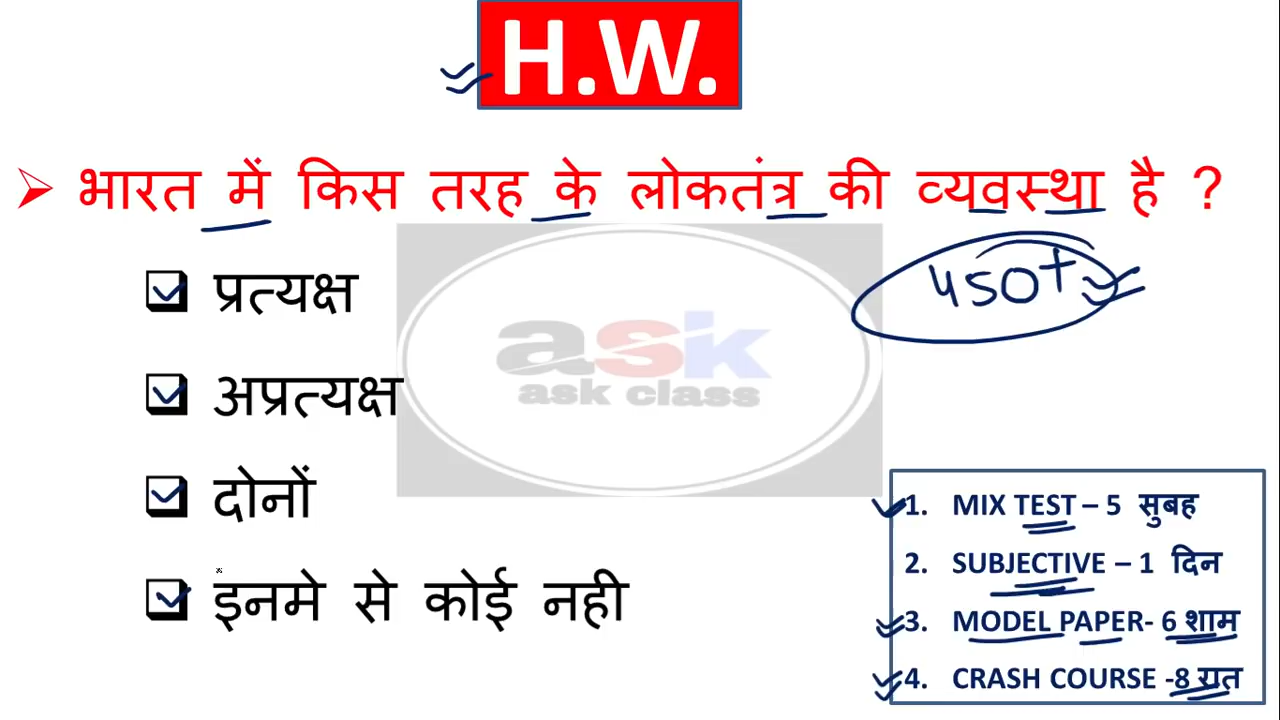 H.W.
भारत में किस तरह के लोकतंत्र की व्यवस्था है ?
प्रत्यक्ष
450+
अप्रत्यक्ष
दोनों
इनमे से कोई नही
ask
ask class
1. MIX TEST – 5 सुबह
2. SUBJECTIVE – 1 दिन
3. MODEL PAPER- 6 शाम
4. CRASH COURSE -8 रात